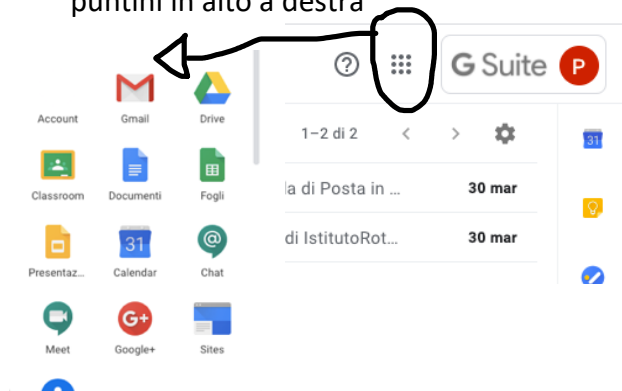 puntini in alto a destra
G Suite P
Account Gmail Drive
1–2 di 2
31
Classroom Documenti Fogli
la di Posta in ... 30 mar
31
di IstitutoRot... 30 mar
Presentaz... Calendar Chat
G+
Meet Google+ Sites